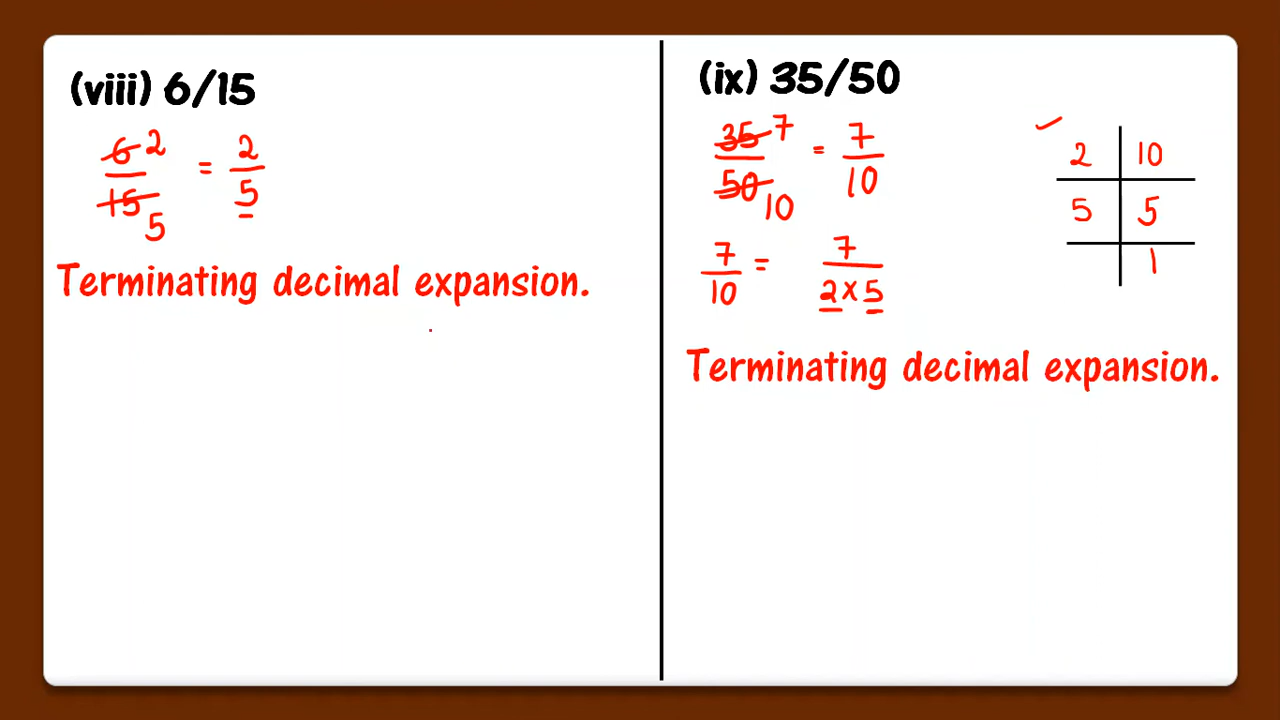 (viii) 6/15
6 2
15 5
= 2/5
Terminating decimal expansion.
(ix) 35/50
35 7
50 10
= 7/10
7/10 = 7/2×5
2 | 10
5 | 5
1
Terminating decimal expansion.